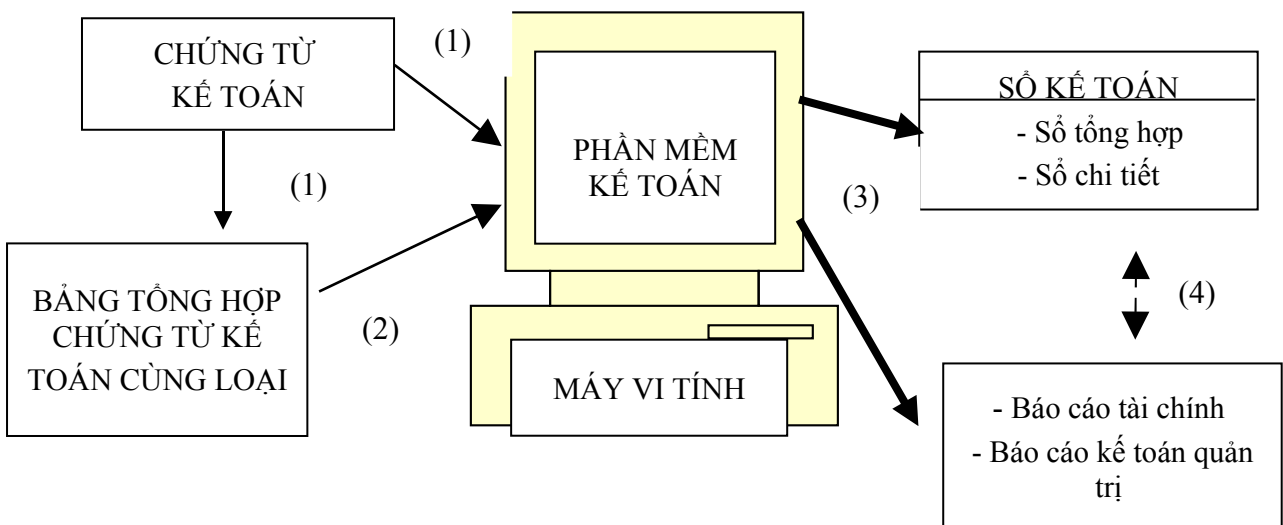 CHỨNG TỪ
KẾ TOÁN
(1)
(1)
BẢNG TỔNG HỢP
CHỨNG TỪ KẾ
TOÁN CÙNG LOẠI
(2)
PHẦN MỀM
KẾ TOÁN
MÁY VI TÍNH
(3)
SỔ KẾ TOÁN
- Sổ tổng hợp
- Sổ chi tiết
(4)
- Báo cáo tài chính
- Báo cáo kế toán quản
trị